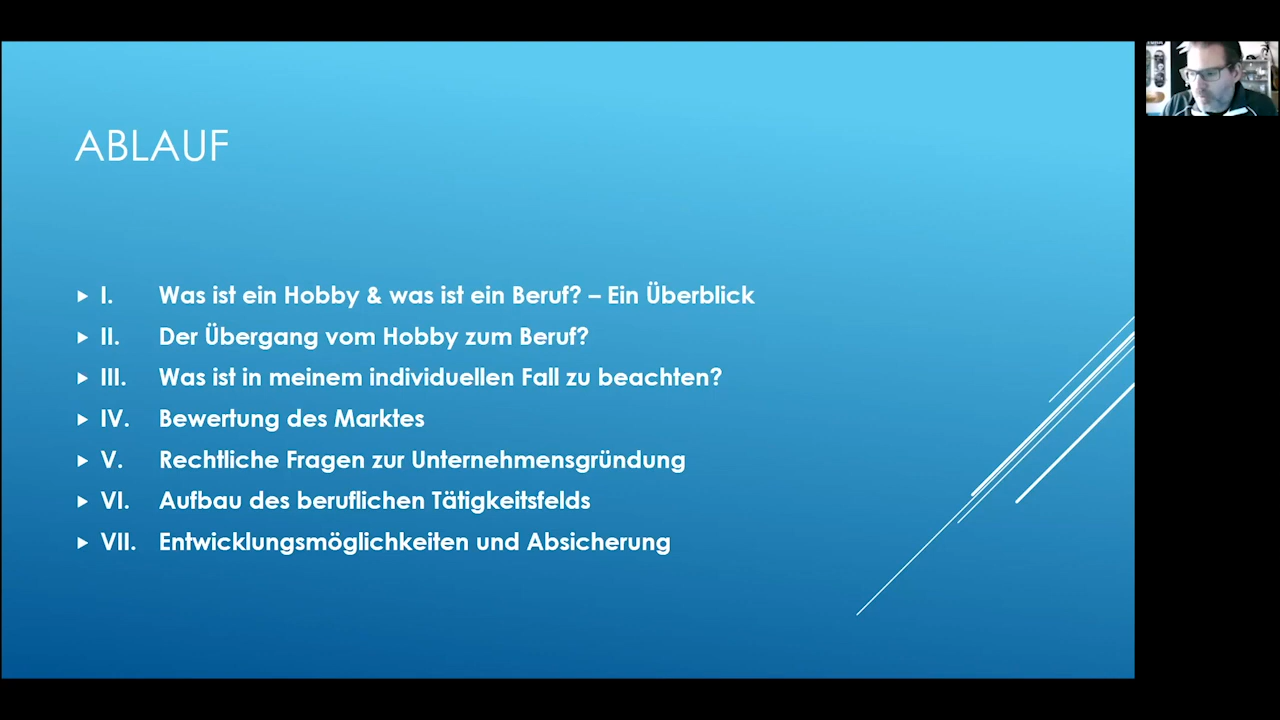 ABLAUF
I. Was ist ein Hobby & was ist ein Beruf? – Ein Überblick
II. Der Übergang vom Hobby zum Beruf?
III. Was ist in meinem individuellen Fall zu beachten?
IV. Bewertung des Marktes
V. Rechtliche Fragen zur Unternehmensgründung
VI. Aufbau des beruflichen Tätigkeitsfelds
VII. Entwicklungsmöglichkeiten und Absicherung